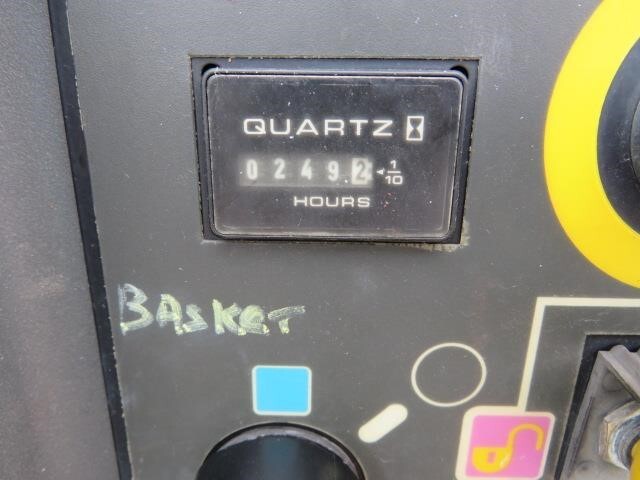 QUARTZ
02492 1/10
HOURS
BASKET